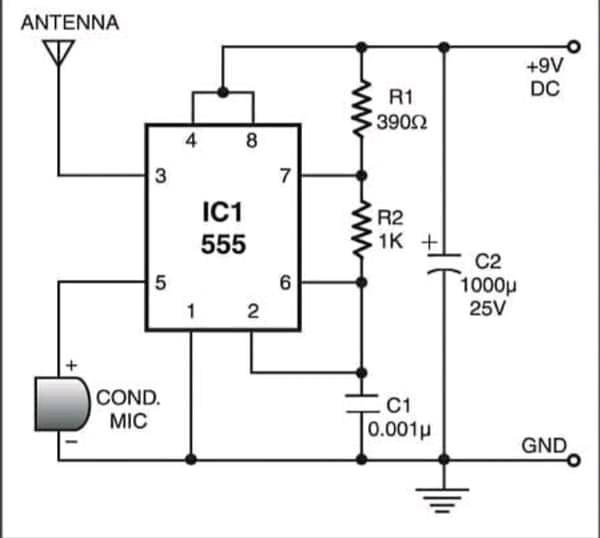 ANTENNA
+9V
DC
R1
390Ω
4
8
3
7
IC1
555
R2
1K
+
C2
1000μ
25V
5
6
1
2
+
COND.
MIC
–
C1
0.001μ
GND